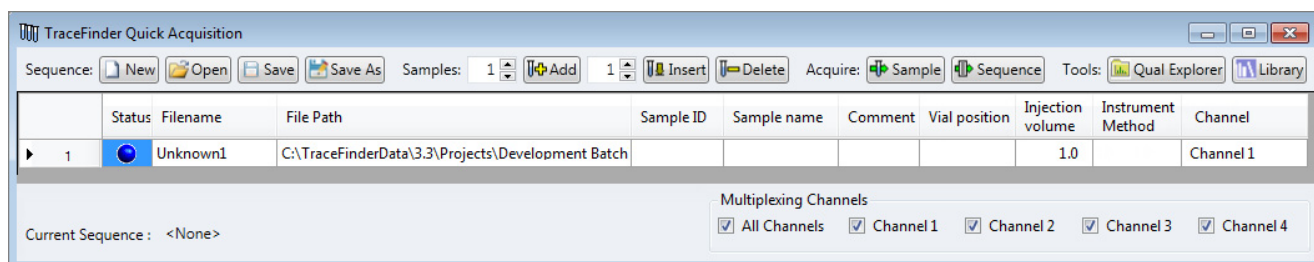 TraceFinder Quick Acquisition
Sequence: New Open Save Save As Samples: 1 Add 1 Insert Delete Acquire: Sample Sequence Tools: Qual Explorer Library
Status Filename File Path Sample ID Sample name Comment Vial position Injection volume Instrument Method Channel
1 Unknown1 C:\TraceFinderData\3.3\Projects\Development Batch 1.0 Channel 1
Multiplexing Channels
Current Sequence : <None> All Channels Channel 1 Channel 2 Channel 3 Channel 4